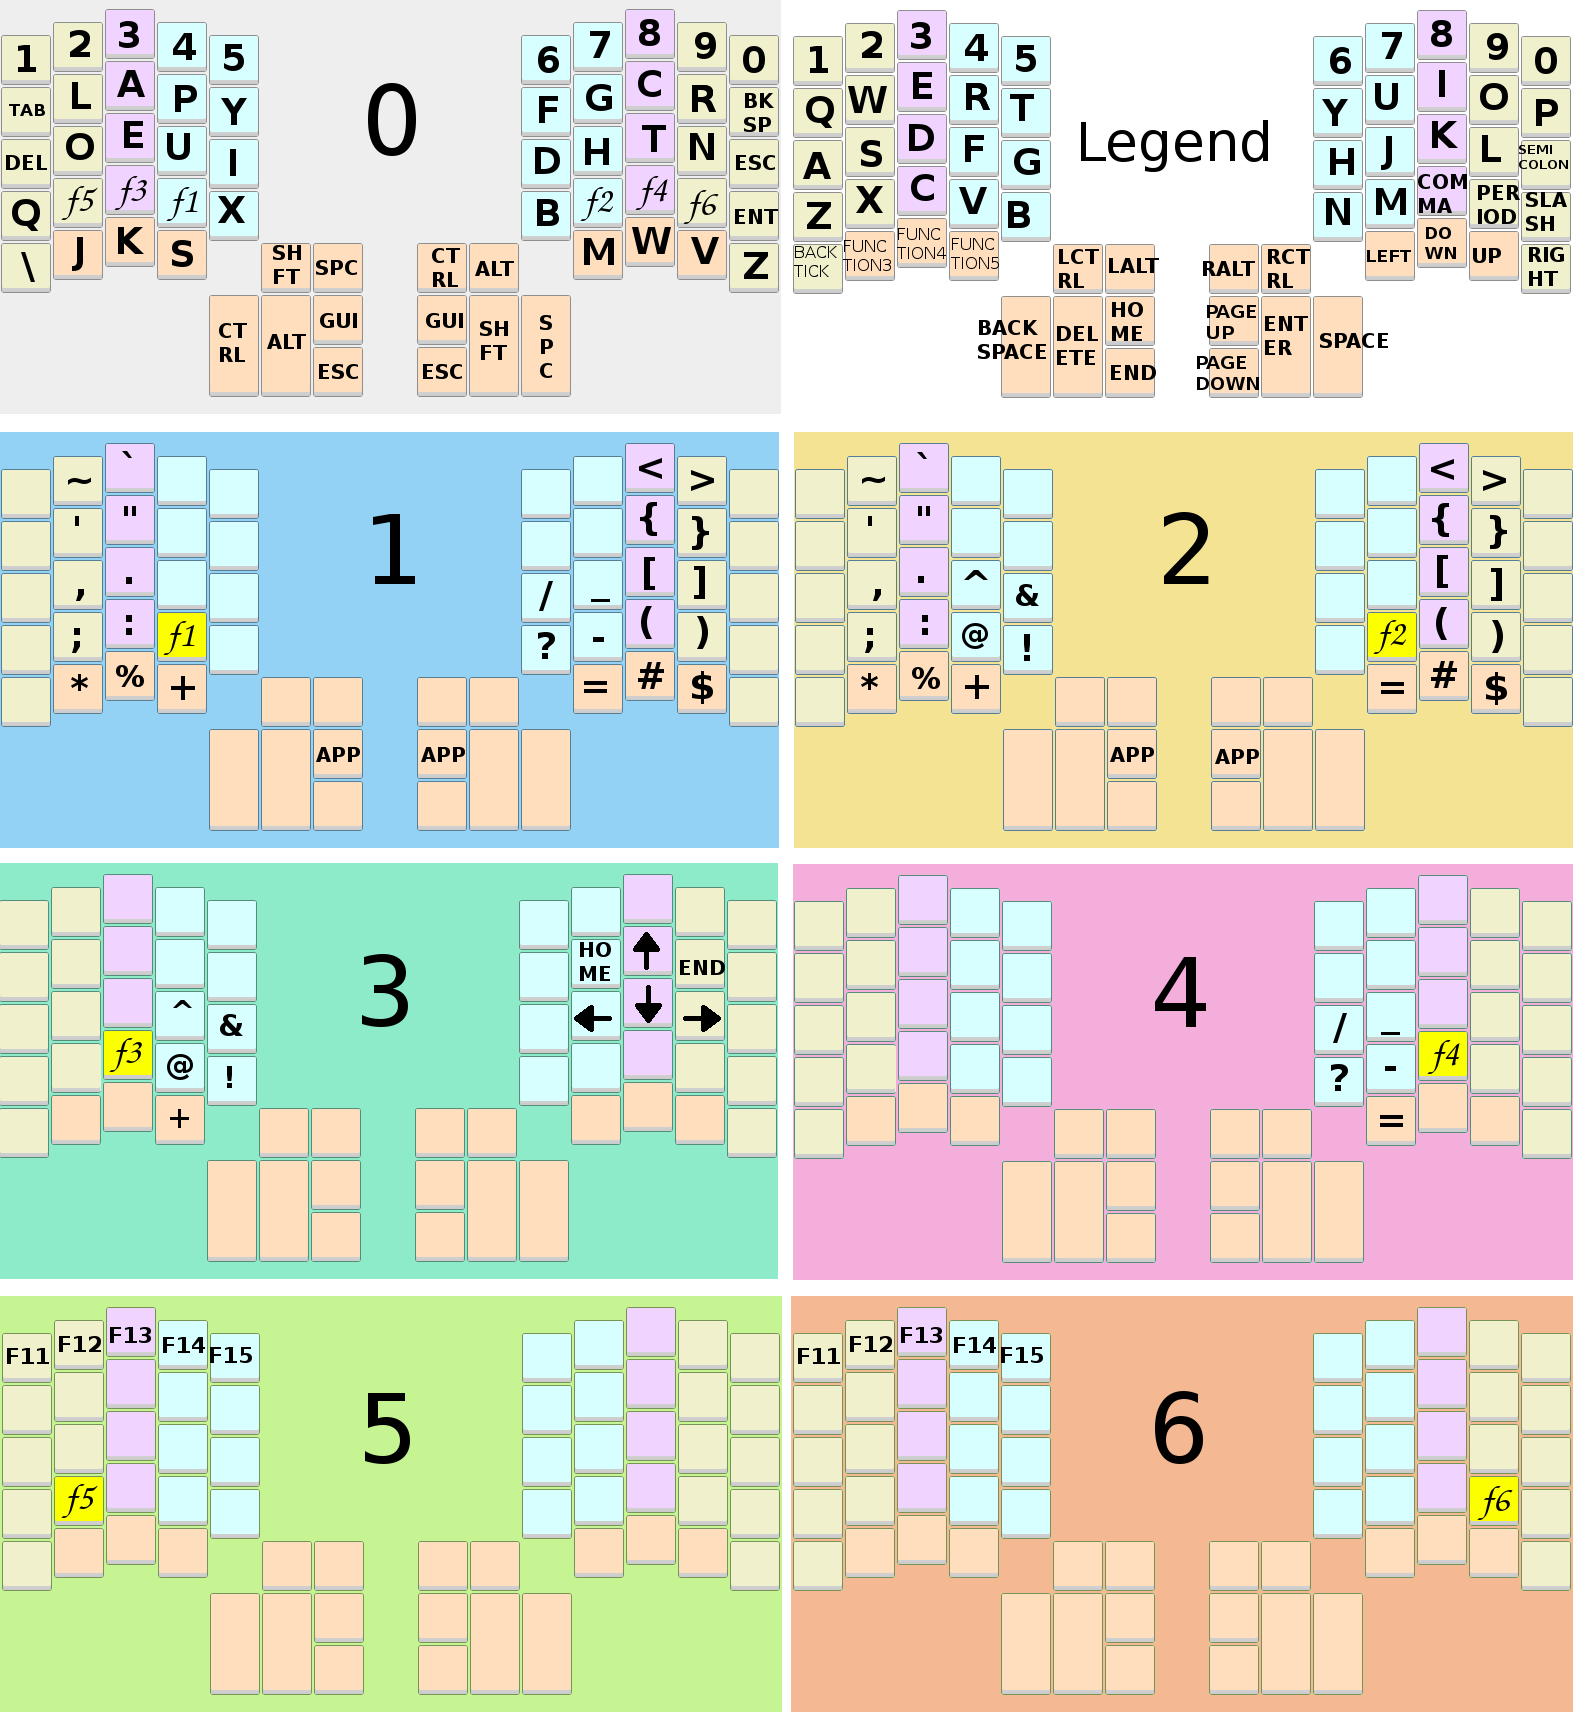 1 2 3 4 5 0 6 7 8 9 0
TAB L A P Y F G C R BK
SP
DEL O E U I D H T N ESC
Q f5 f3 f1 X B f2 f4 f6 ENT
\ J K S M W V Z
SH
FT SPC CT
RL ALT
CT
RL ALT GUI GUI SH
FT S
P
C
ESC ESC
1 2 3 4 5 Legend 6 7 8 9 0
Q W E R T Y U I O P
A S D F G H J K L SEMI
COLON
Z X C V B N M COM
MA PER
IOD SLA
SH
BACK
TICK FUNC
TION3 FUNC
TION4 FUNC
TION5 LEFT DO
WN UP RIG
HT
LCT
RL LALT RALT RCT
RL
BACK
SPACE DEL
ETE HO
ME PAGE
UP ENT
ER SPACE
END PAGE
DOWN
1
~ ` < >
' " { }
, . / _ [ ]
; : f1 ? - ( )
* % + = # $
APP APP
2
~ ` < >
' " { }
, . ^ & [ ]
; : @ ! f2 ( )
* % + = # $
APP APP
3
HO
ME ↑ END
^ & ← ↓ →
f3 @ !
+
4
/ _
? - f4
=
F11 F12 F13 F14 F15
5
f5
F11 F12 F13 F14 F15
6
f6